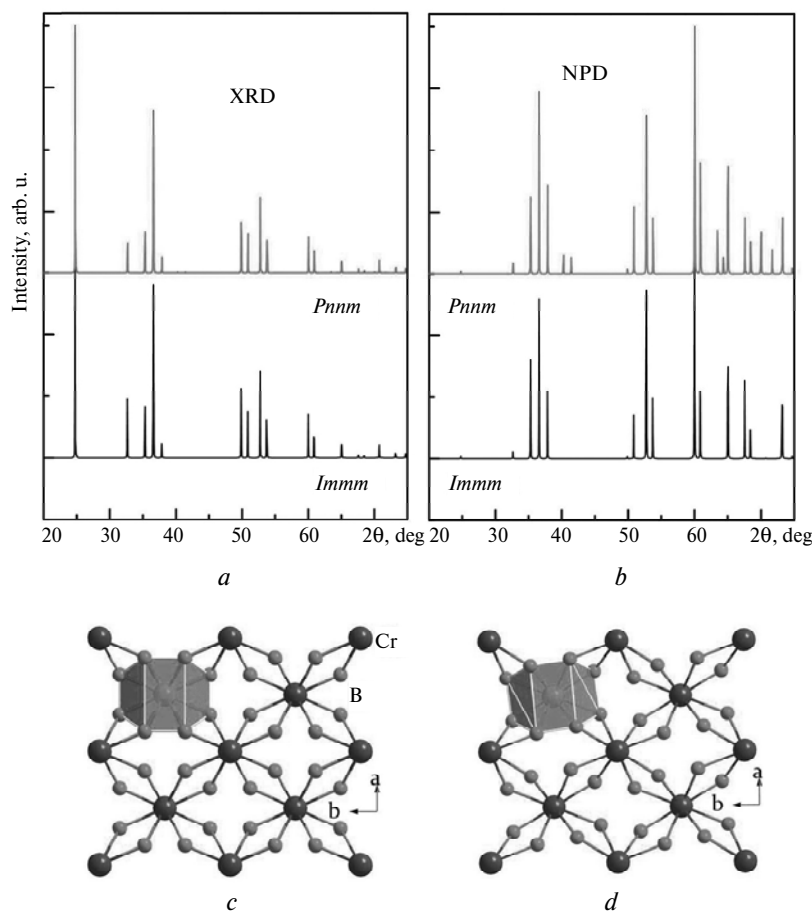 XRD
NPD
Intensity, arb. u.
Pnnm
Pnnm
Immm
Immm
20 30 40 50 60 2θ, deg
20 30 40 50 60 2θ, deg
a
b
Cr
B
a
b
a
b
c
d